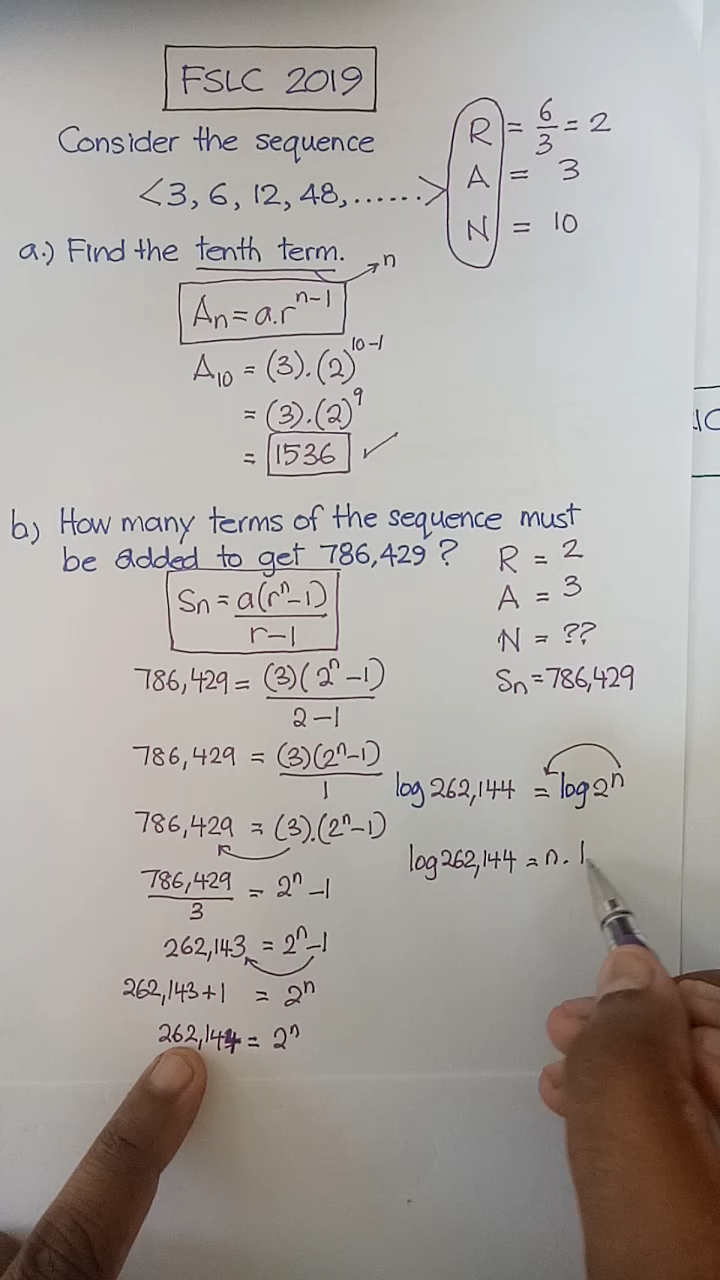 FSLC 2019
Consider the sequence
<3, 6, 12, 48, ......>
R = 6/3 = 2
A = 3
N = 10
a.) Find the tenth term. → n
An = a.r^n-1
A10 = (3).(2)^10-1
= (3).(2)^9
= 1536 ✓
b) How many terms of the sequence must
be added to get 786,429?
R = 2
A = 3
N = ??
Sn = 786,429
Sn = a(r^n-1)/r-1
786,429 = (3)(2^n-1)/2-1
786,429 = (3)(2^n-1)/1
786,429 = (3).(2^n-1)
786,429/3 = 2^n-1
262,143 = 2^n-1
262,143+1 = 2^n
262,144 = 2^n
log 262,144 = log 2^n
log 262,144 = n. l